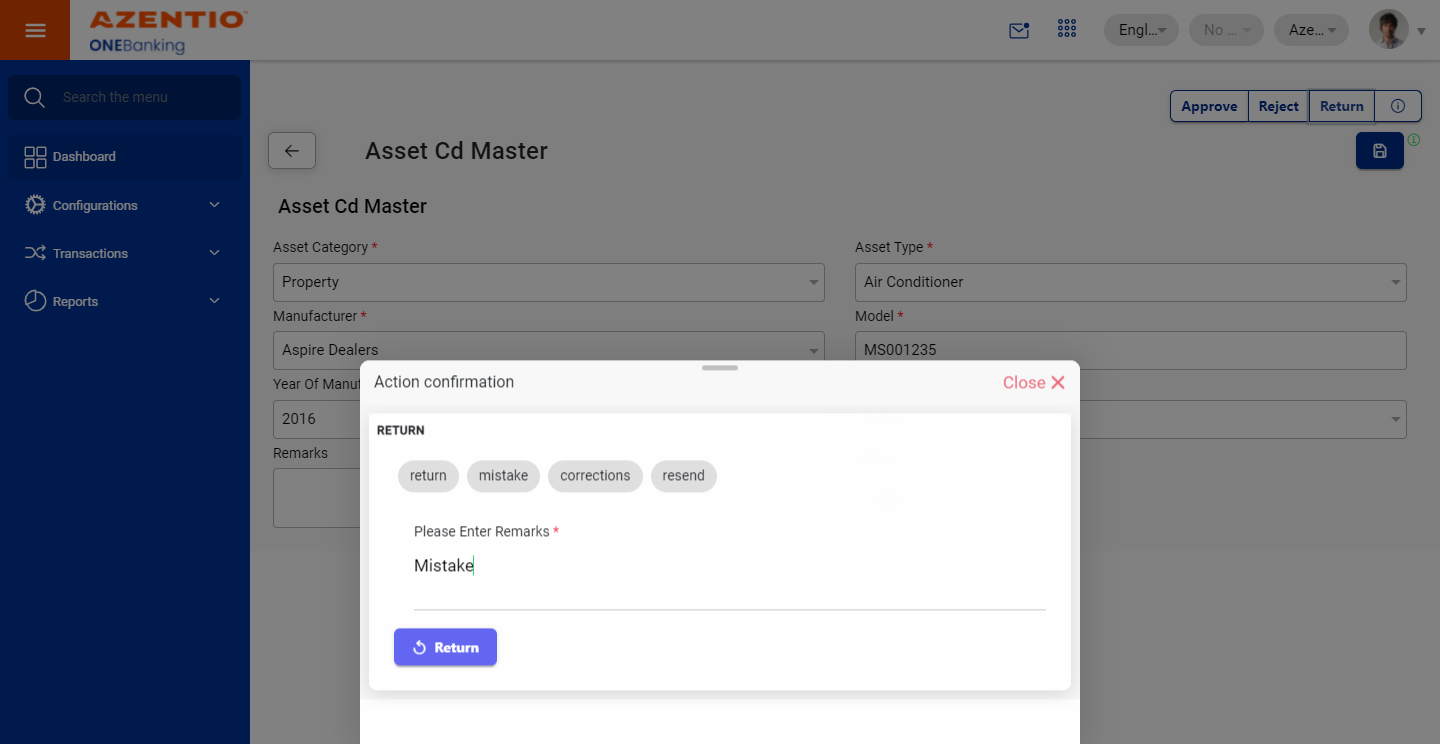 AZENTIO
ONEBanking
Engl...
No ...
Aze...
Search the menu
Dashboard
Configurations
Transactions
Reports
Approve Reject Return
Asset Cd Master
Asset Cd Master
Asset Category * Asset Type *
Property Air Conditioner
Manufacturer * Model *
Aspire Dealers MS001235
Year Of Manuf
2016
Remarks
Action confirmation Close
RETURN
return mistake corrections resend
Please Enter Remarks *
Mistake
Return